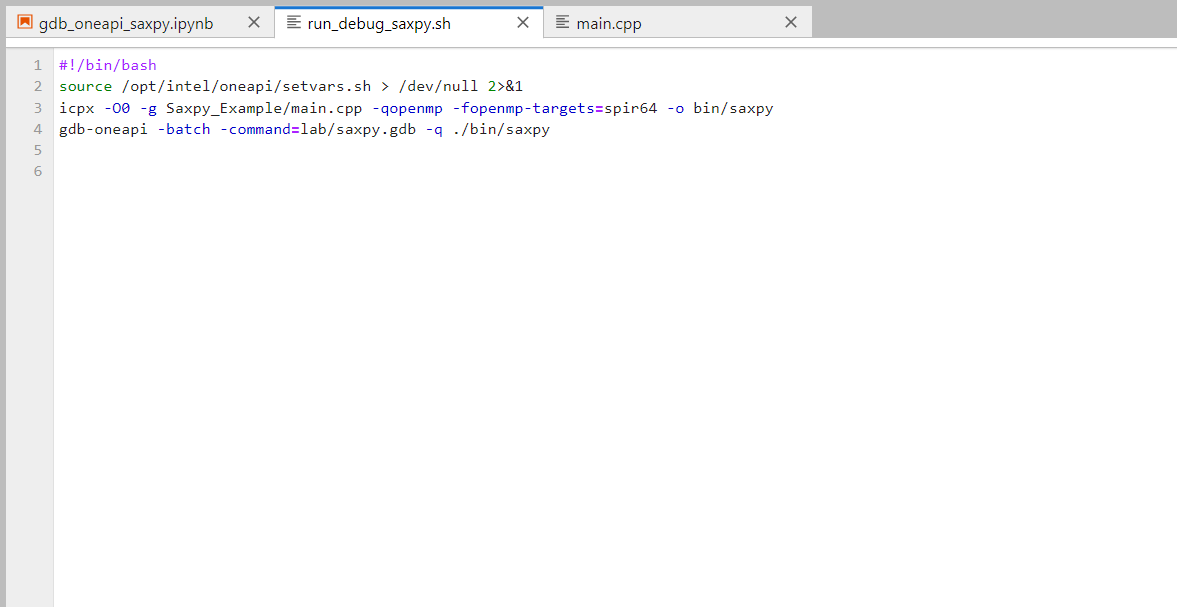 gdb_oneapi_saxpy.ipynb run_debug_saxpy.sh main.cpp
1 #!/bin/bash
2 source /opt/intel/oneapi/setvars.sh > /dev/null 2>&1
3 icpx -O0 -g Saxpy_Example/main.cpp -qopenmp -fopenmp-targets=spir64 -o bin/saxpy
4 gdb-oneapi -batch -command=lab/saxpy.gdb -q ./bin/saxpy
5
6